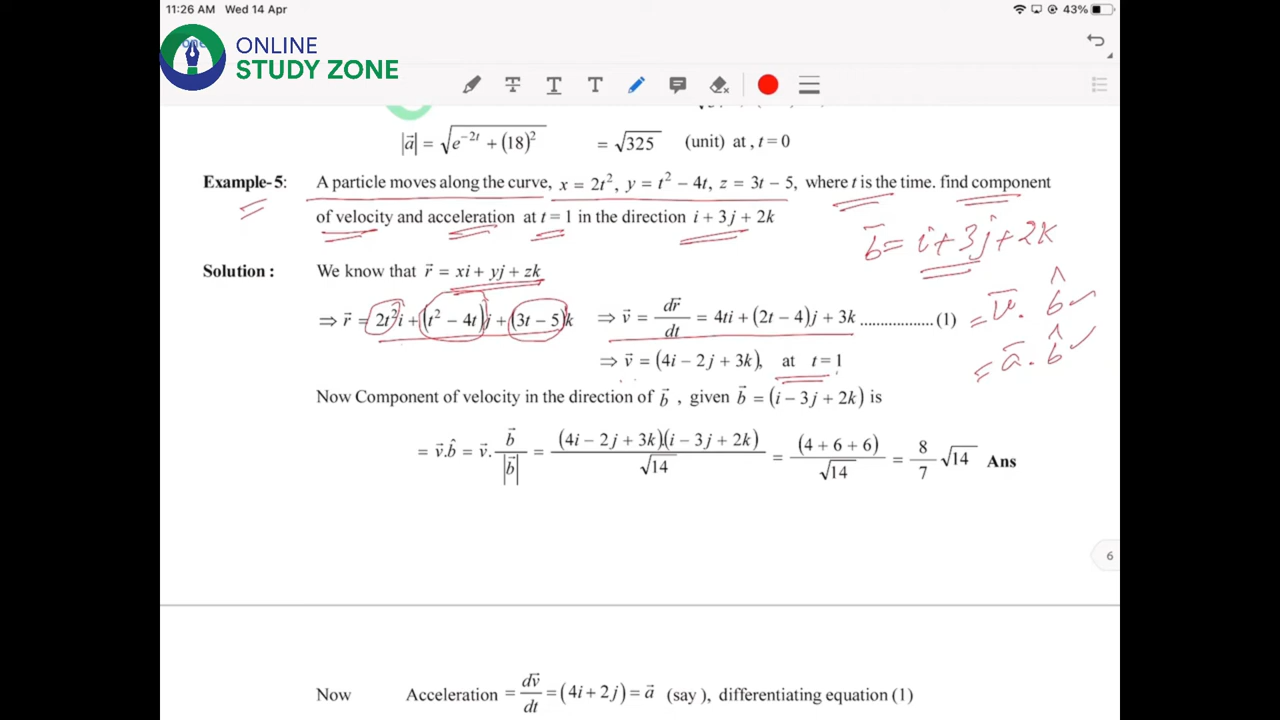 11:26 AM Wed 14 Apr
43%
ONLINE
STUDY ZONE
|a⃗| = √(e^(−2t) + (18)²) = √325 (unit) at , t = 0
Example-5: A particle moves along the curve, x = 2t², y = t² − 4t, z = 3t − 5, where t is the time. find component
of velocity and acceleration at t = 1 in the direction i + 3j + 2k
b̄ = i + 3j + 2k
Solution : We know that r⃗ = xi + yj + zk
⇒ r⃗ = 2t²i + (t² − 4t)j + (3t − 5)k ⇒ v⃗ = dr⃗/dt = 4ti + (2t − 4)j + 3k .................. (1)
= v̄ . b̂
⇒ v⃗ = (4i − 2j + 3k), at t = 1
= ā . b̂
Now Component of velocity in the direction of b⃗ , given b⃗ = (i − 3j + 2k) is
= v⃗.b̂ = v⃗. b⃗/|b⃗| = (4i − 2j + 3k).(i − 3j + 2k)/√14 = (4 + 6 + 6)/√14 = 8/7 √14 Ans
6
Now Acceleration = dv⃗/dt = (4i + 2j) = a⃗ (say ), differentiating equation (1)